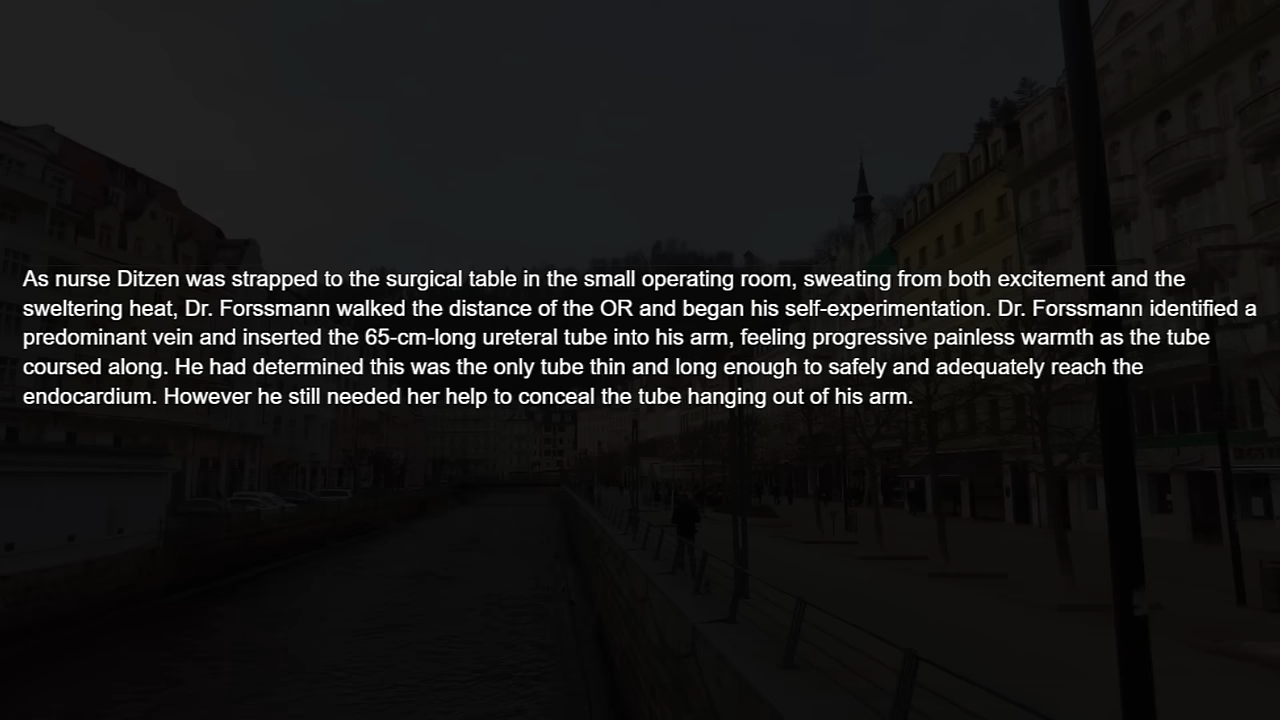 As nurse Ditzen was strapped to the surgical table in the small operating room, sweating from both excitement and the
sweltering heat, Dr. Forssmann walked the distance of the OR and began his self-experimentation. Dr. Forssmann identified a
predominant vein and inserted the 65-cm-long ureteral tube into his arm, feeling progressive painless warmth as the tube
coursed along. He had determined this was the only tube thin and long enough to safely and adequately reach the
endocardium. However he still needed her help to conceal the tube hanging out of his arm.